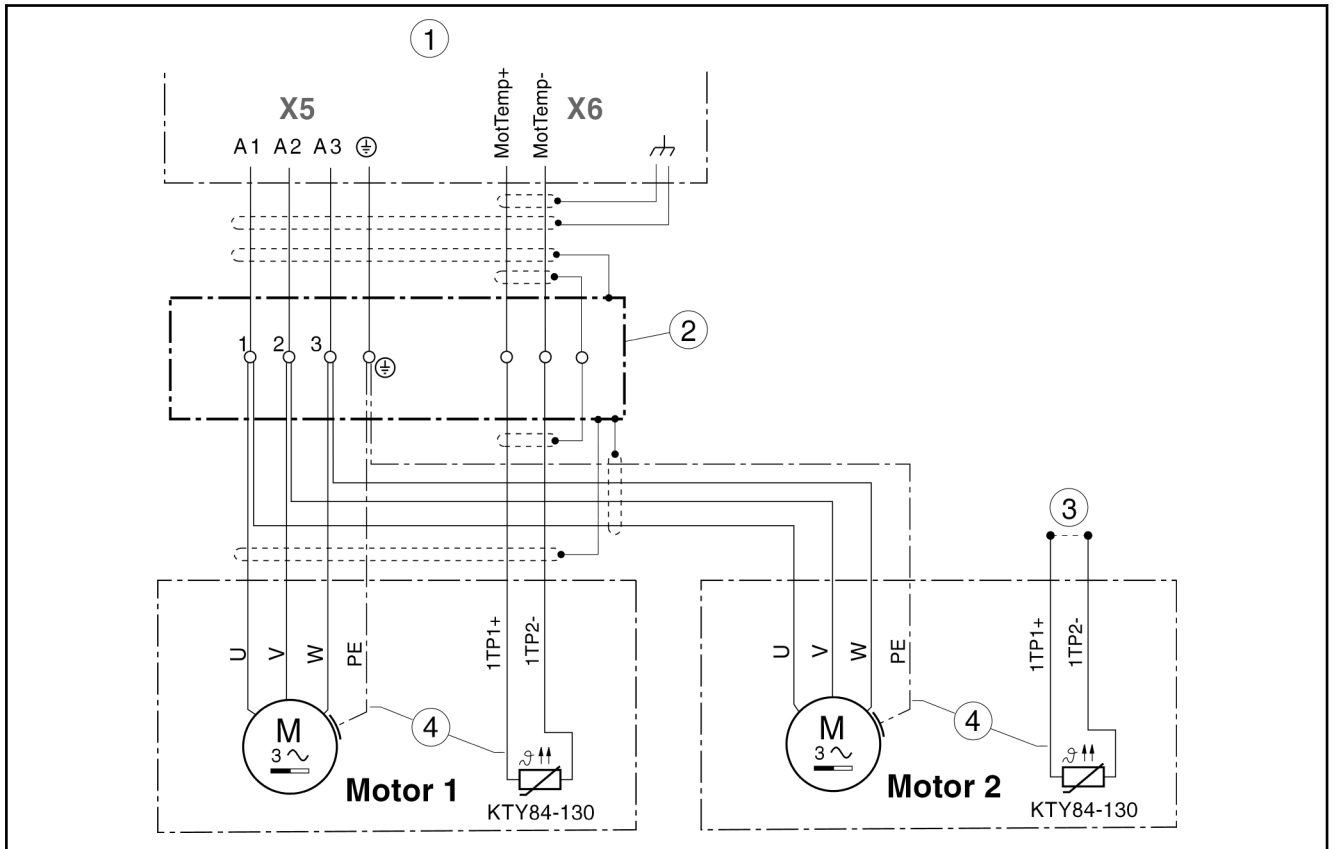 1
X5
MotTemp+
MotTemp-
X6
A1 A2 A3
1 2 3
2
3
U V W PE
1TP1+
1TP2-
U V W PE
1TP1+
1TP2-
M
3
4
ϑ
Motor 1
KTY84-130
M
3
4
ϑ
Motor 2
KTY84-130